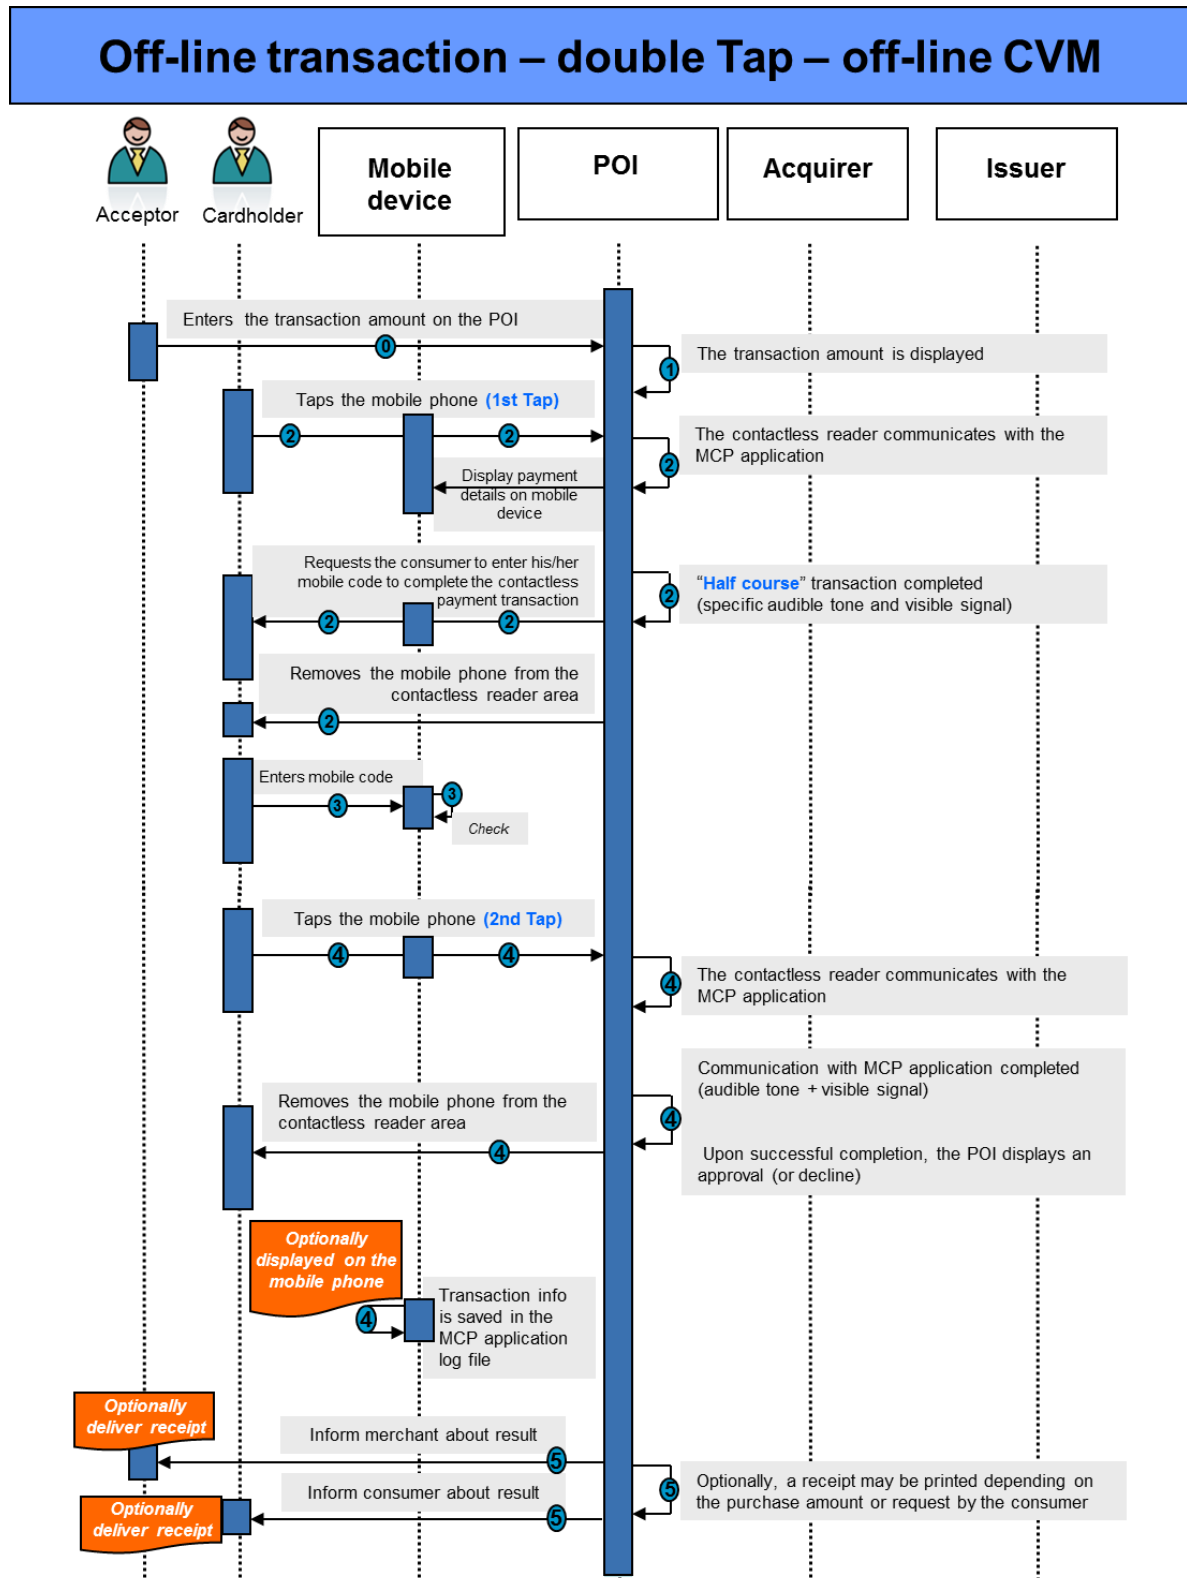 Off-line transaction – double Tap – off-line CVM
Acceptor
Cardholder
Mobile
device
POI
Acquirer
Issuer
Enters the transaction amount on the POI
0
The transaction amount is displayed
1
Taps the mobile phone (1st Tap)
2
2
The contactless reader communicates with the
MCP application
2
Display payment
details on mobile
device
Requests the consumer to enter his/her
mobile code to complete the contactless
payment transaction
2
2
“Half course” transaction completed
(specific audible tone and visible signal)
2
Removes the mobile phone from the
contactless reader area
2
Enters mobile code
3
3
Check
Taps the mobile phone (2nd Tap)
4
4
The contactless reader communicates with the
MCP application
4
Communication with MCP application completed
(audible tone + visible signal)
4
Upon successful completion, the POI displays an
approval (or decline)
Removes the mobile phone from the
contactless reader area
4
Optionally
displayed on the
mobile phone
4
Transaction info
is saved in the
MCP application
log file
Optionally
deliver receipt
Inform merchant about result
5
Optionally, a receipt may be printed depending on
the purchase amount or request by the consumer
5
Optionally
deliver receipt
Inform consumer about result
5